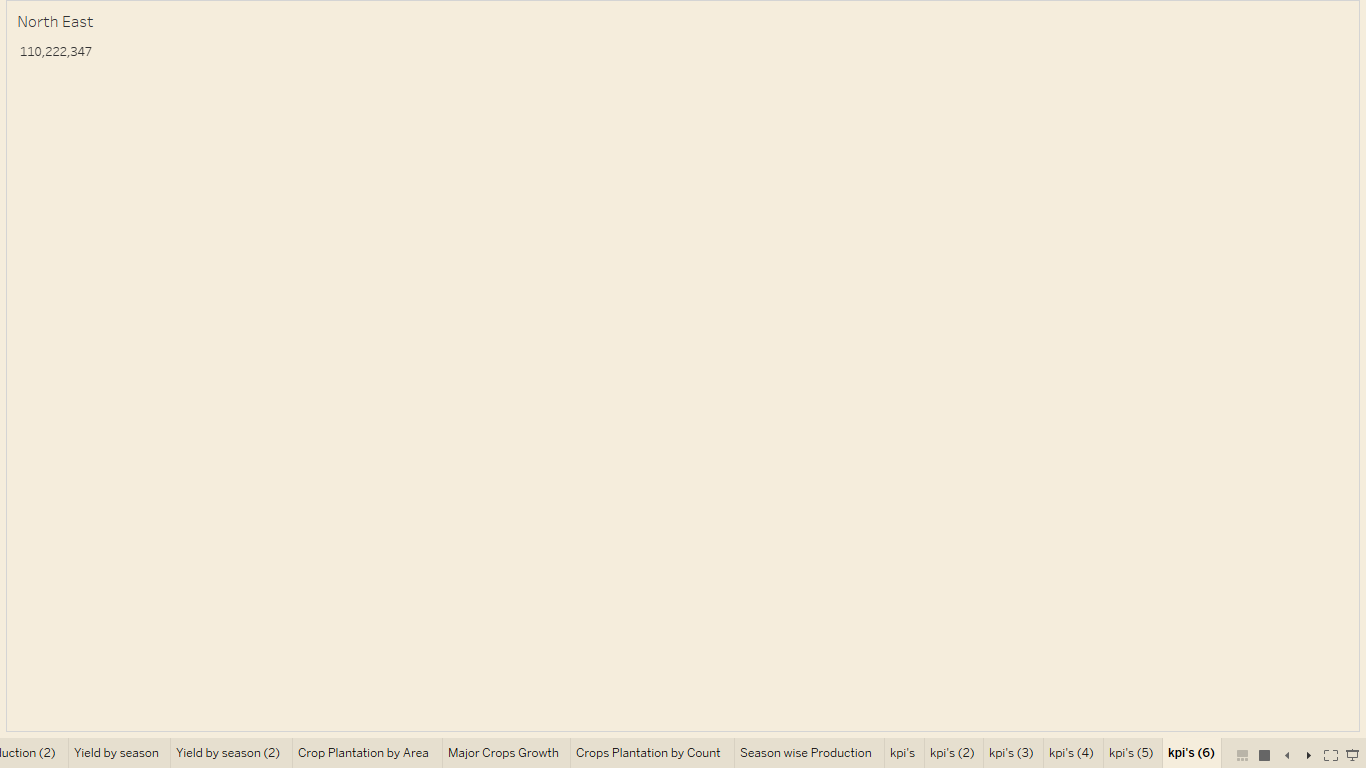 North East
110,222,347
luction (2) Yield by season Yield by season (2) Crop Plantation by Area Major Crops Growth Crops Plantation by Count Season wise Production kpi's kpi's (2) kpi's (3) kpi's (4) kpi's (5) kpi's (6)